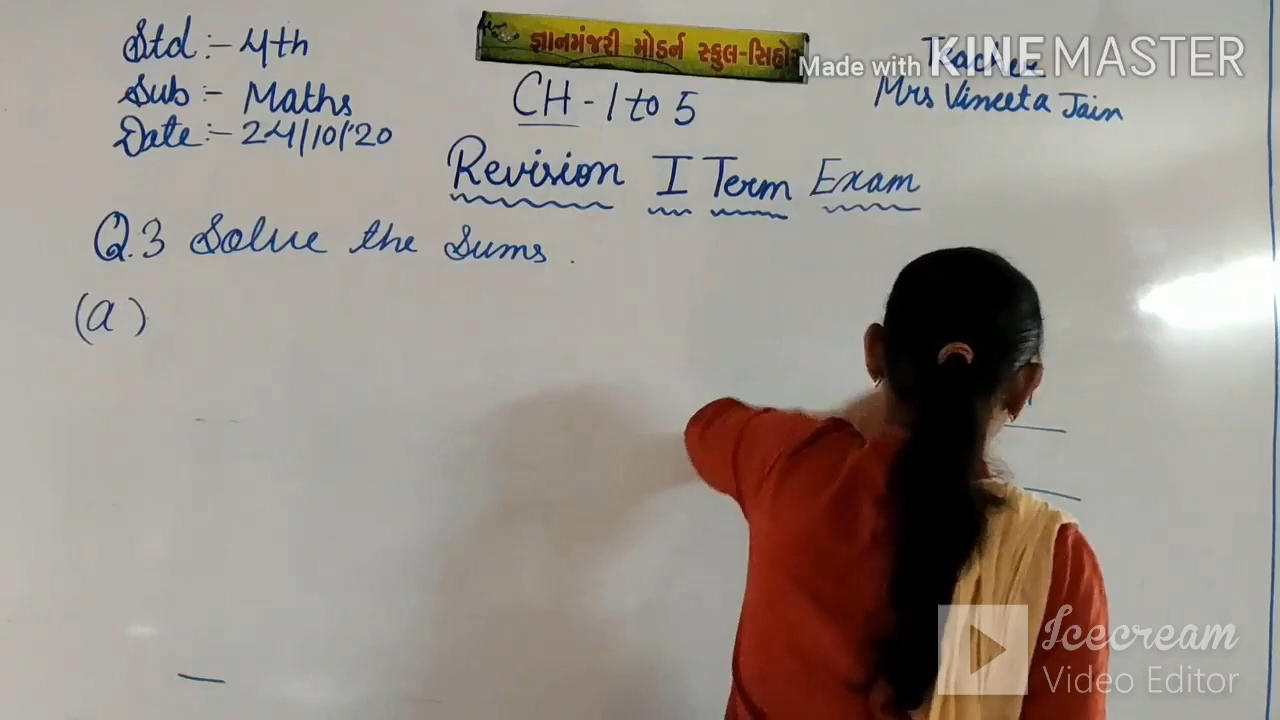 Std :- 4th
Sub :- Maths
Date :- 24/10/'20
જ્ઞાનમંજરી મોડર્ન સ્કુલ-સિહોર
CH - 1 to 5
Made with KINEMASTER
Teacher
Mrs Vineeta Jain
Revision I Term Exam
Q.3 Solve the Sums.
(a)
Icecream
Video Editor